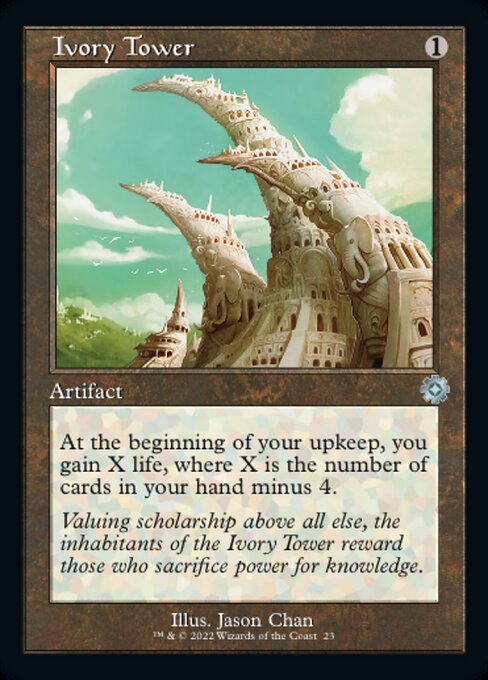 Ivory Tower 1
Artifact
At the beginning of your upkeep, you
gain X life, where X is the number of
cards in your hand minus 4.
Valuing scholarship above all else, the
inhabitants of the Ivory Tower reward
those who sacrifice power for knowledge.
Illus. Jason Chan
™ & © 2022 Wizards of the Coast 23